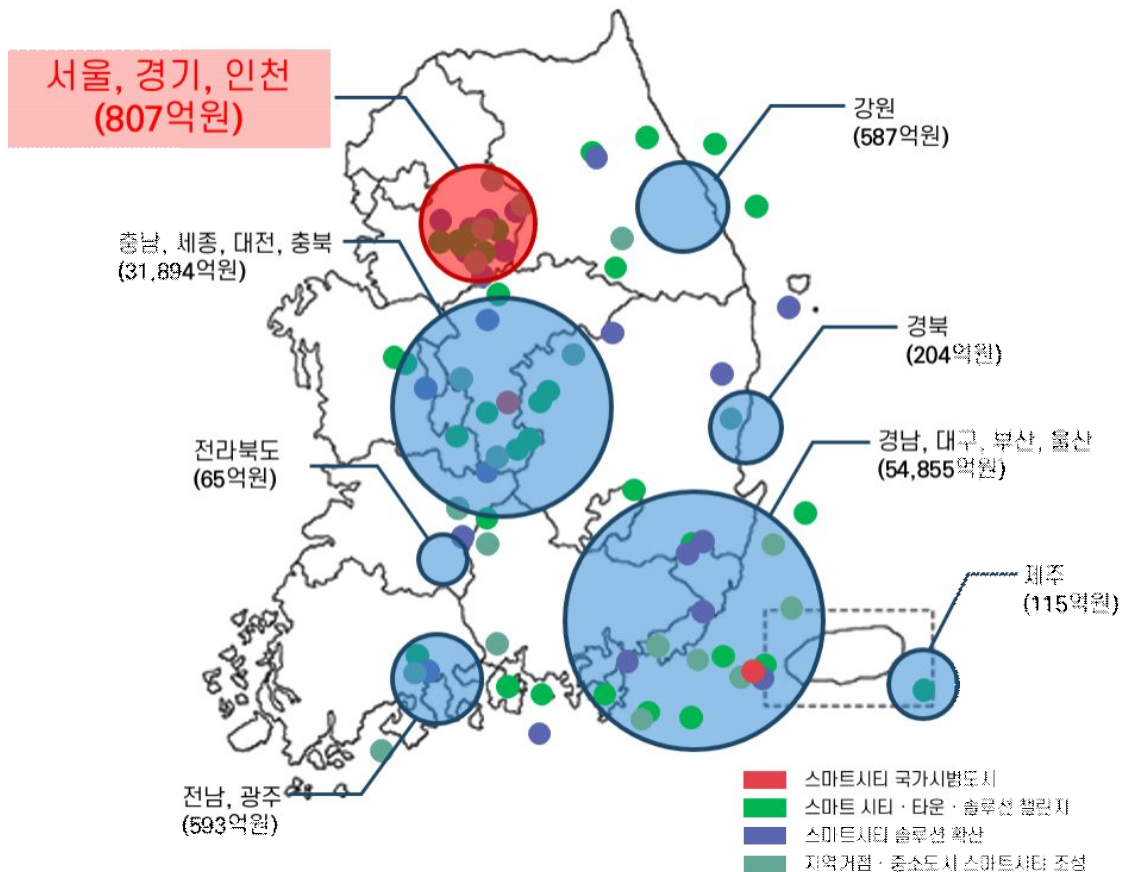 서울, 경기, 인천
(807억원)
강원
(587억원)
충남, 세종, 대전, 충북
(31,894억원)
경북
(204억원)
경남, 대구, 부산, 울산
(54,855억원)
전라북도
(65억원)
제주
(115억원)
전남, 광주
(593억원)
스마트시티 국가시범도시
스마트 시티 · 타운 · 솔루션 챌린지
스마트시티 솔루션 확산
지역거점 · 중소도시 스마트시티 조성